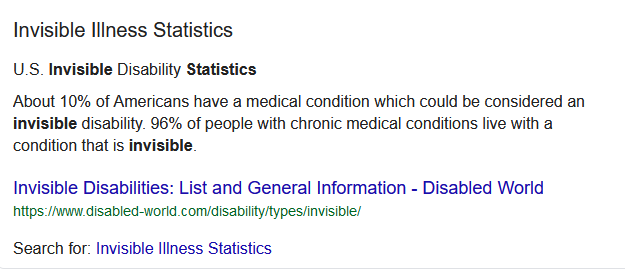 Invisible Illness Statistics
U.S. Invisible Disability Statistics
About 10% of Americans have a medical condition which could be considered an
invisible disability. 96% of people with chronic medical conditions live with a
condition that is invisible.
Invisible Disabilities: List and General Information - Disabled World
https://www.disabled-world.com/disability/types/invisible/
Search for: Invisible Illness Statistics